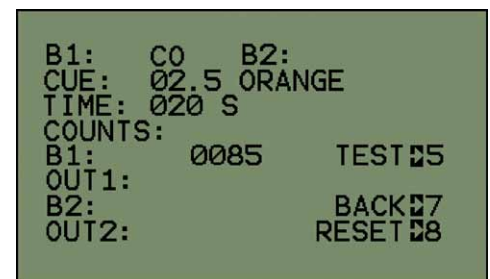 B1: CO B2:
CUE: 02.5 ORANGE
TIME: 020 S
COUNTS:
B1: 0085 TEST 5
OUT1:
B2: BACK 7
OUT2: RESET 8